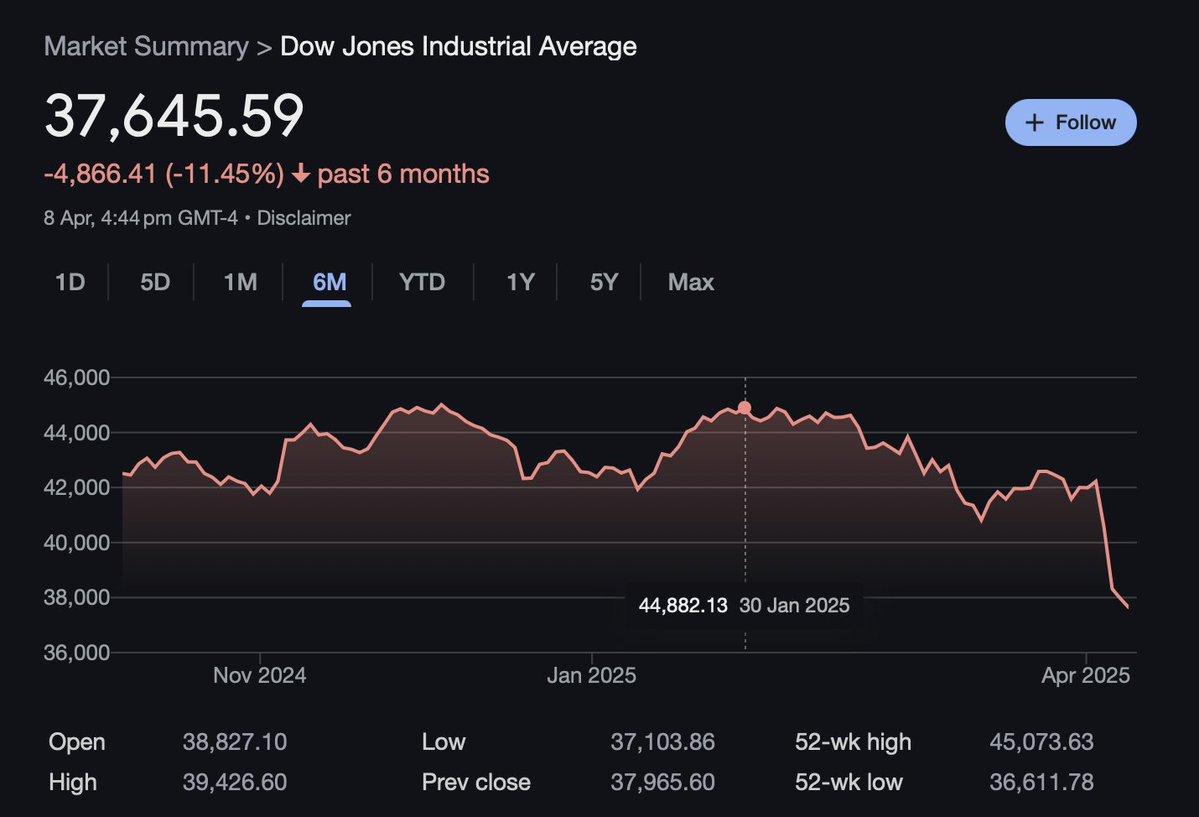 Market Summary > Dow Jones Industrial Average
37,645.59
+ Follow
-4,866.41 (-11.45%) ↓ past 6 months
8 Apr, 4:44 pm GMT-4 • Disclaimer
1D 5D 1M 6M YTD 1Y 5Y Max
46,000
44,000
42,000
40,000
38,000
44,882.13 30 Jan 2025
36,000
Nov 2024 Jan 2025 Apr 2025
Open 38,827.10 Low 37,103.86 52-wk high 45,073.63
High 39,426.60 Prev close 37,965.60 52-wk low 36,611.78